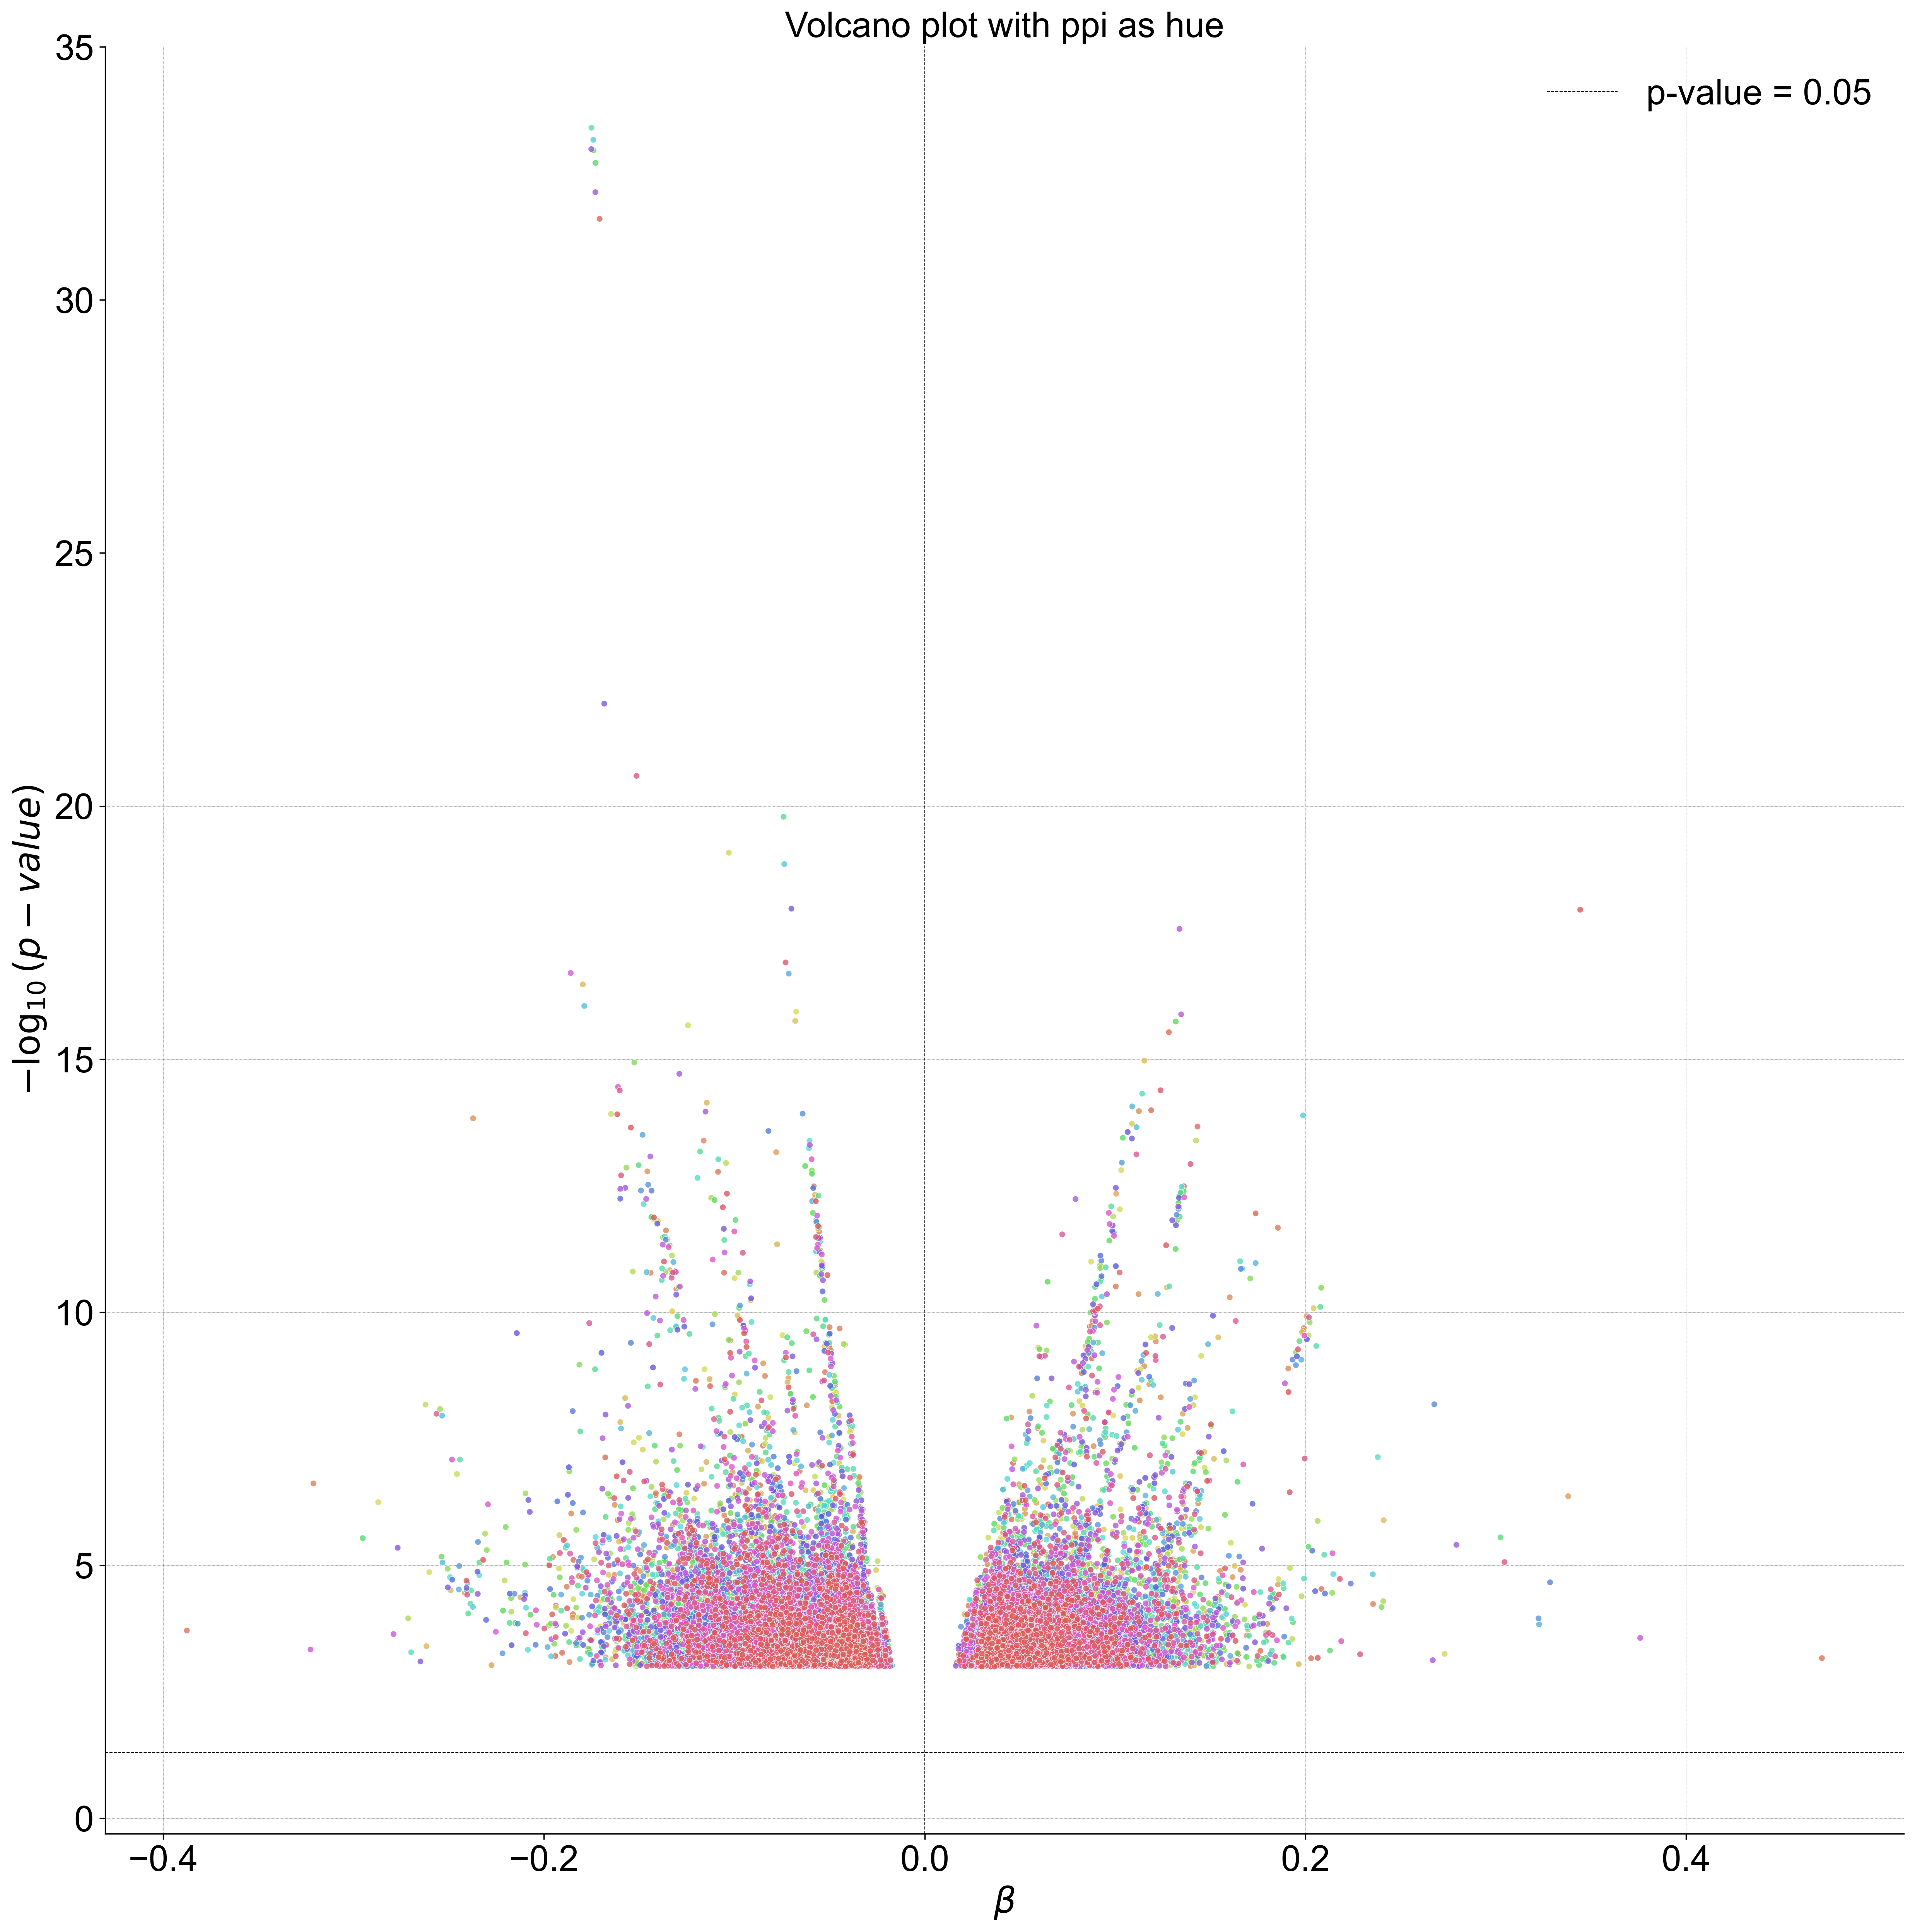 Volcano plot with ppi as hue
p-value = 0.05
35
30
25
20
15
10
5
0
−log₁₀ (p − value)
−0.4 −0.2 0.0 0.2 0.4
β